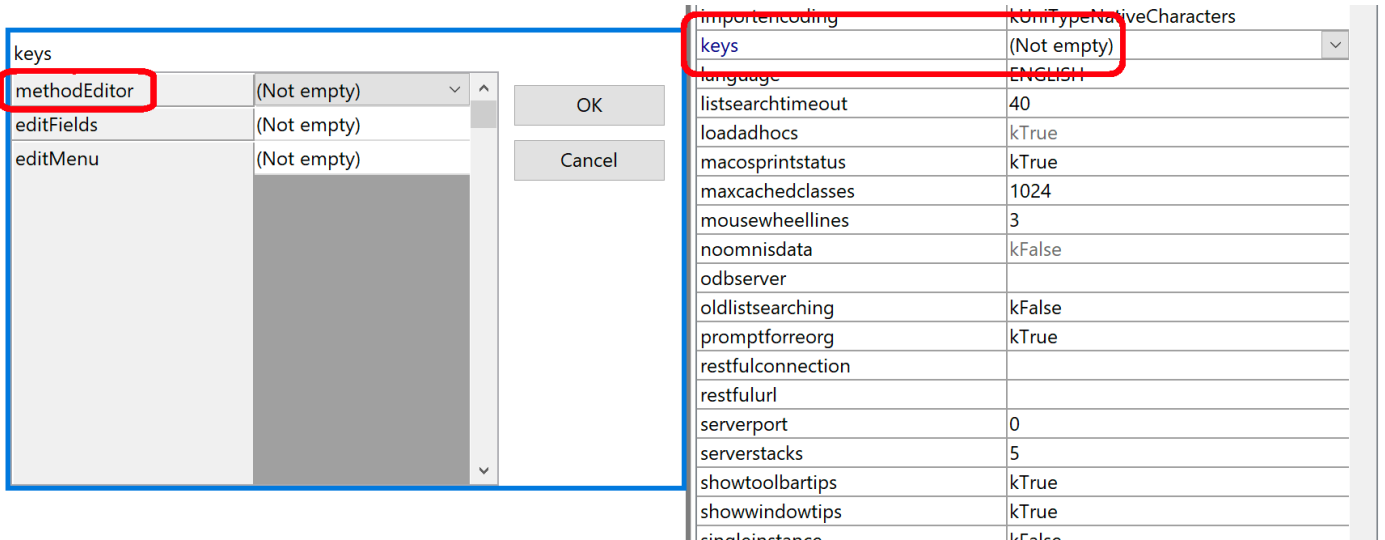 keys
methodEditor (Not empty)
editFields (Not empty)
editMenu (Not empty)
OK
Cancel
importencoding kUniTypeNativeCharacters
keys (Not empty)
language ENGLISH
listsearchtimeout 40
loadadhocs kTrue
macosprintstatus kTrue
maxcachedclasses 1024
mousewheellines 3
noomnisdata kFalse
odbserver
oldlistsearching kFalse
promptforreorg kTrue
restfulconnection
restfulurl
serverport 0
serverstacks 5
showtoolbartips kTrue
showwindowtips kTrue
singleinstance kFalse